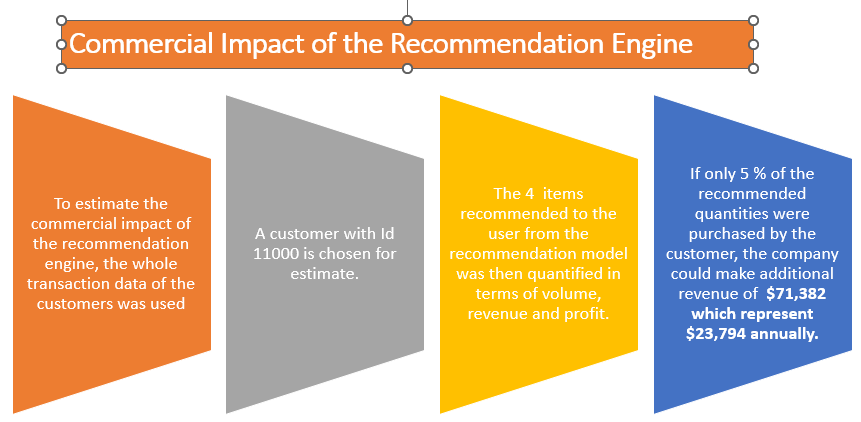 Commercial Impact of the Recommendation Engine
To estimate the
commercial impact of
the recommendation
engine, the whole
transaction data of the
customers was used
A customer with Id
11000 is chosen for
estimate.
The 4 items
recommended to the
user from the
recommendation model
was then quantified in
terms of volume,
revenue and profit.
If only 5 % of the
recommended
quantities were
purchased by the
customer, the company
could make additional
revenue of $71,382
which represent
$23,794 annually.